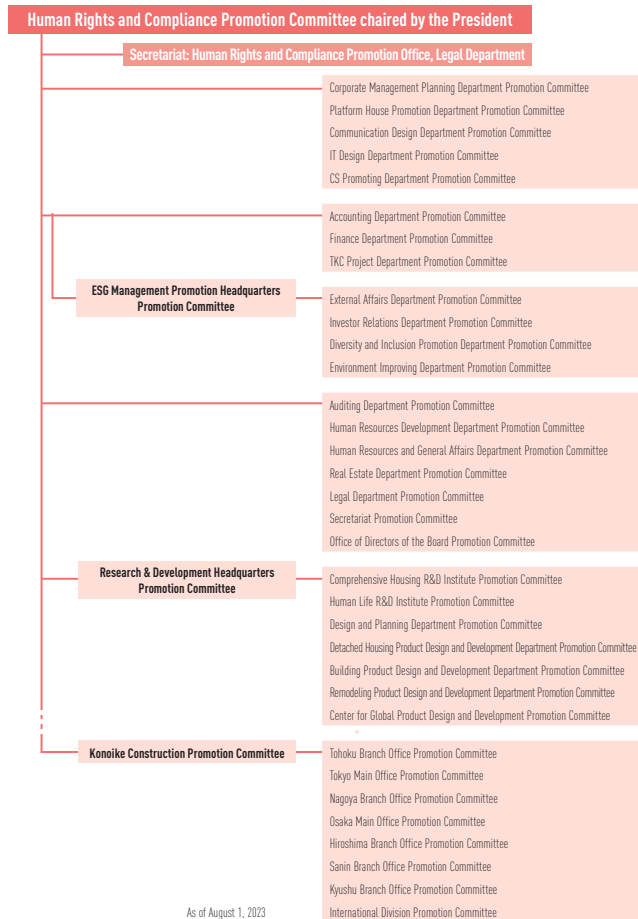 Human Rights and Compliance Promotion Committee chaired by the President
Secretariat: Human Rights and Compliance Promotion Office, Legal Department
Corporate Management Planning Department Promotion Committee
Platform House Promotion Department Promotion Committee
Communication Design Department Promotion Committee
IT Design Department Promotion Committee
CS Promoting Department Promotion Committee
Accounting Department Promotion Committee
Finance Department Promotion Committee
TKC Project Department Promotion Committee
ESG Management Promotion Headquarters
Promotion Committee
External Affairs Department Promotion Committee
Investor Relations Department Promotion Committee
Diversity and Inclusion Promotion Department Promotion Committee
Environment Improving Department Promotion Committee
Auditing Department Promotion Committee
Human Resources Development Department Promotion Committee
Human Resources and General Affairs Department Promotion Committee
Real Estate Department Promotion Committee
Legal Department Promotion Committee
Secretariat Promotion Committee
Office of Directors of the Board Promotion Committee
Research & Development Headquarters
Promotion Committee
Comprehensive Housing R&D Institute Promotion Committee
Human Life R&D Institute Promotion Committee
Design and Planning Department Promotion Committee
Detached Housing Product Design and Development Department Promotion Committee
Building Product Design and Development Department Promotion Committee
Remodeling Product Design and Development Department Promotion Committee
Center for Global Product Design and Development Promotion Committee
Konoike Construction Promotion Committee
Tohoku Branch Office Promotion Committee
Tokyo Main Office Promotion Committee
Nagoya Branch Office Promotion Committee
Osaka Main Office Promotion Committee
Hiroshima Branch Office Promotion Committee
Sanin Branch Office Promotion Committee
Kyushu Branch Office Promotion Committee
International Division Promotion Committee
As of August 1, 2023